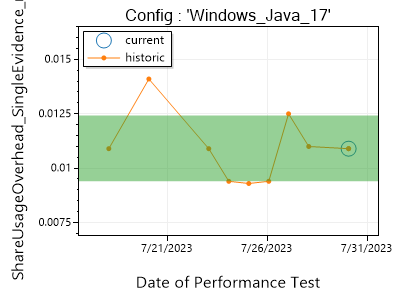 Config : 'Windows_Java_17'
current
historic
0.015
0.0125
0.01
0.0075
7/21/2023
7/26/2023
7/31/2023
Date of Performance Test
ShareUsageOverhead_SingleEvidence_